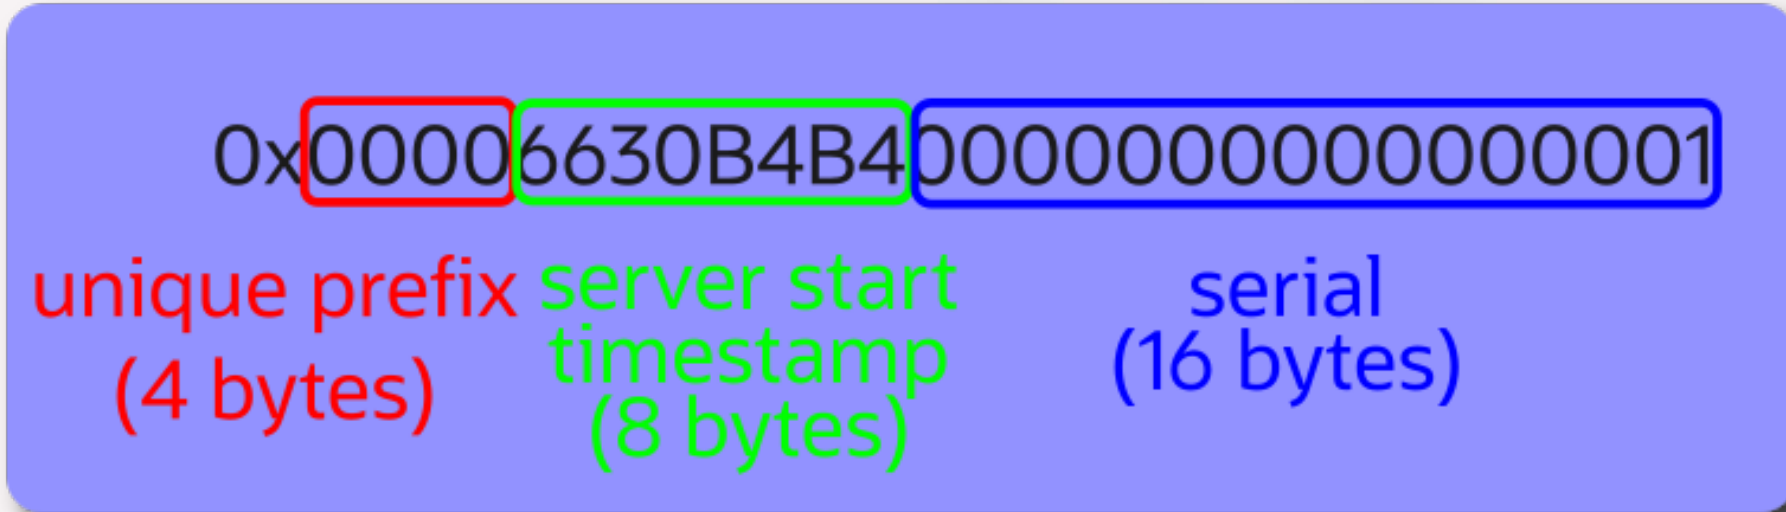 0x00006630B4B40000000000000001
unique prefix
(4 bytes)
server start
timestamp
(8 bytes)
serial
(16 bytes)